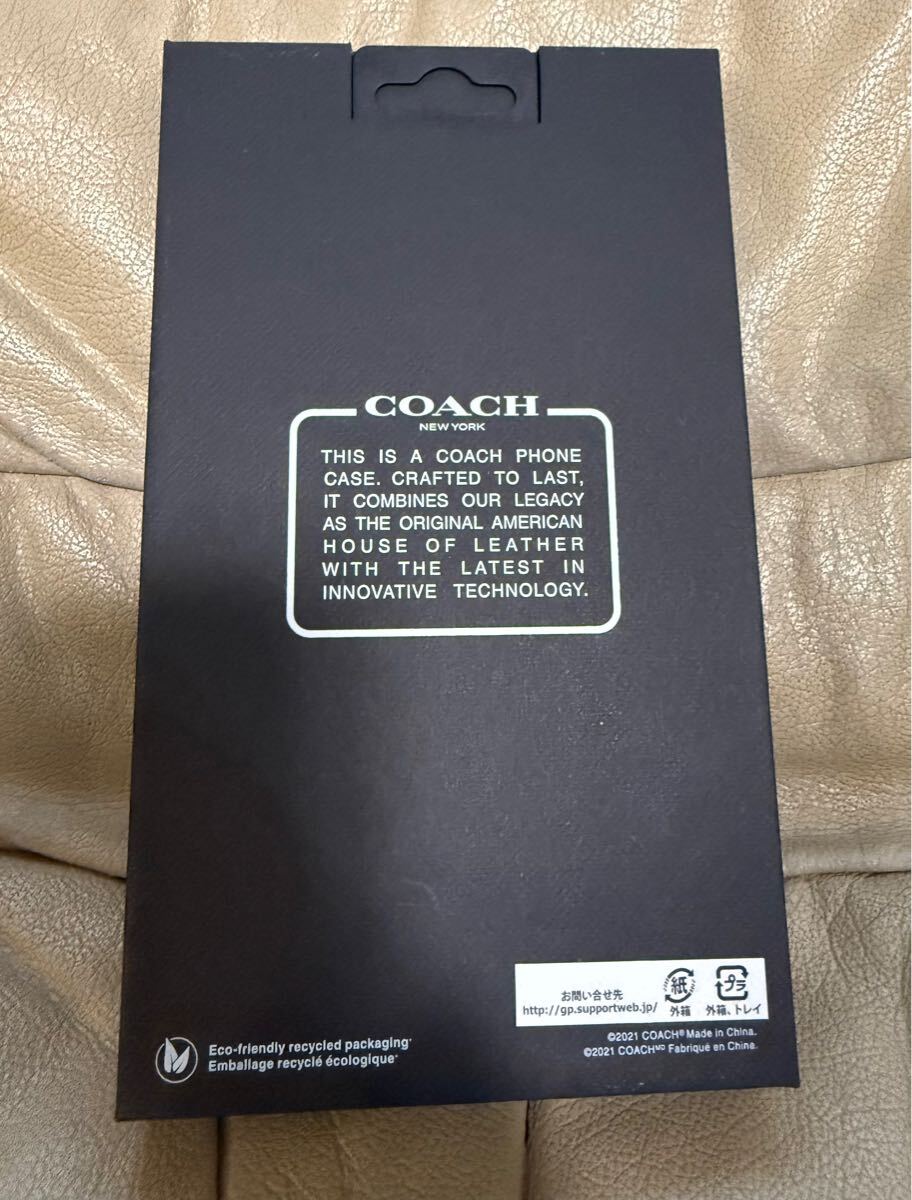 COACH
NEW YORK
THIS IS A COACH PHONE
CASE. CRAFTED TO LAST,
IT COMBINES OUR LEGACY
AS THE ORIGINAL AMERICAN
HOUSE OF LEATHER
WITH THE LATEST IN
INNOVATIVE TECHNOLOGY.
お問い合せ先
http://gp.supportweb.jp/
紙
外箱
プラ
外箱、トレイ
©2021 COACH® Made in China.
©2021 COACHMD Fabriqué en Chine.
Eco-friendly recycled packaging*
Emballage recyclé écologique*